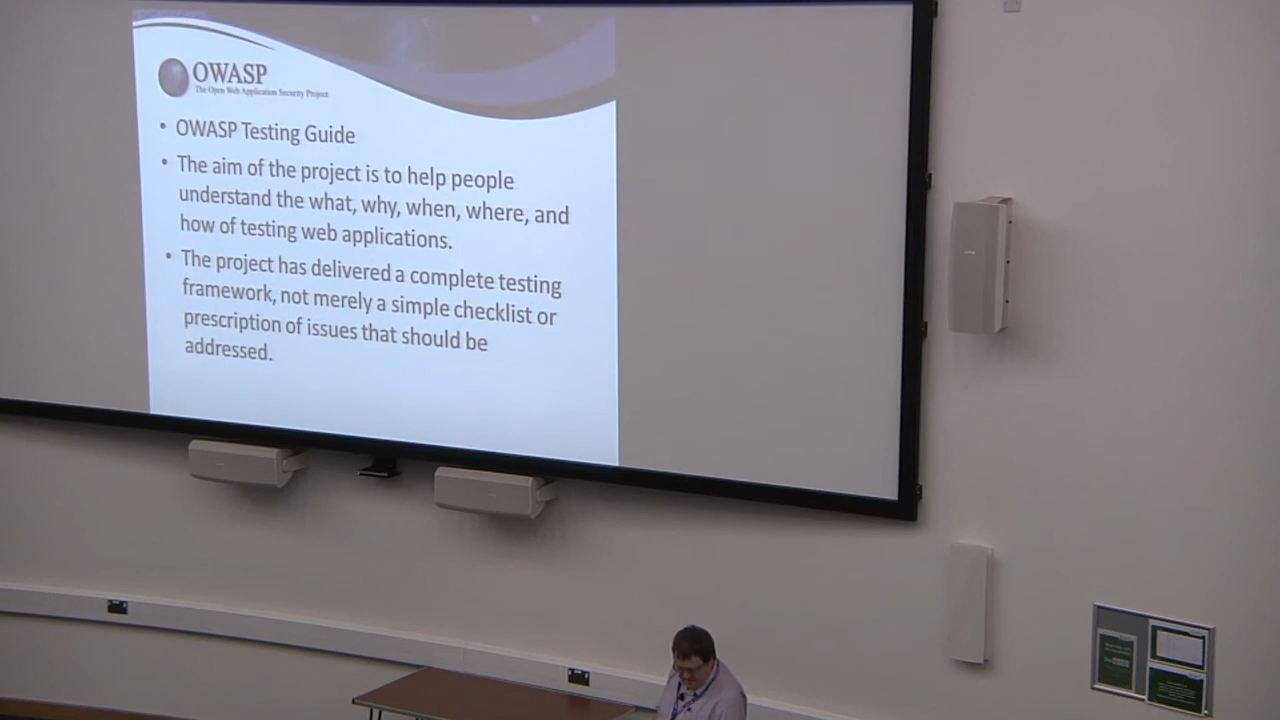 OWASP
The Open Web Application Security Project
• OWASP Testing Guide
• The aim of the project is to help people
understand the what, why, when, where, and
how of testing web applications.
• The project has delivered a complete testing
framework, not merely a simple checklist or
prescription of issues that should be
addressed.